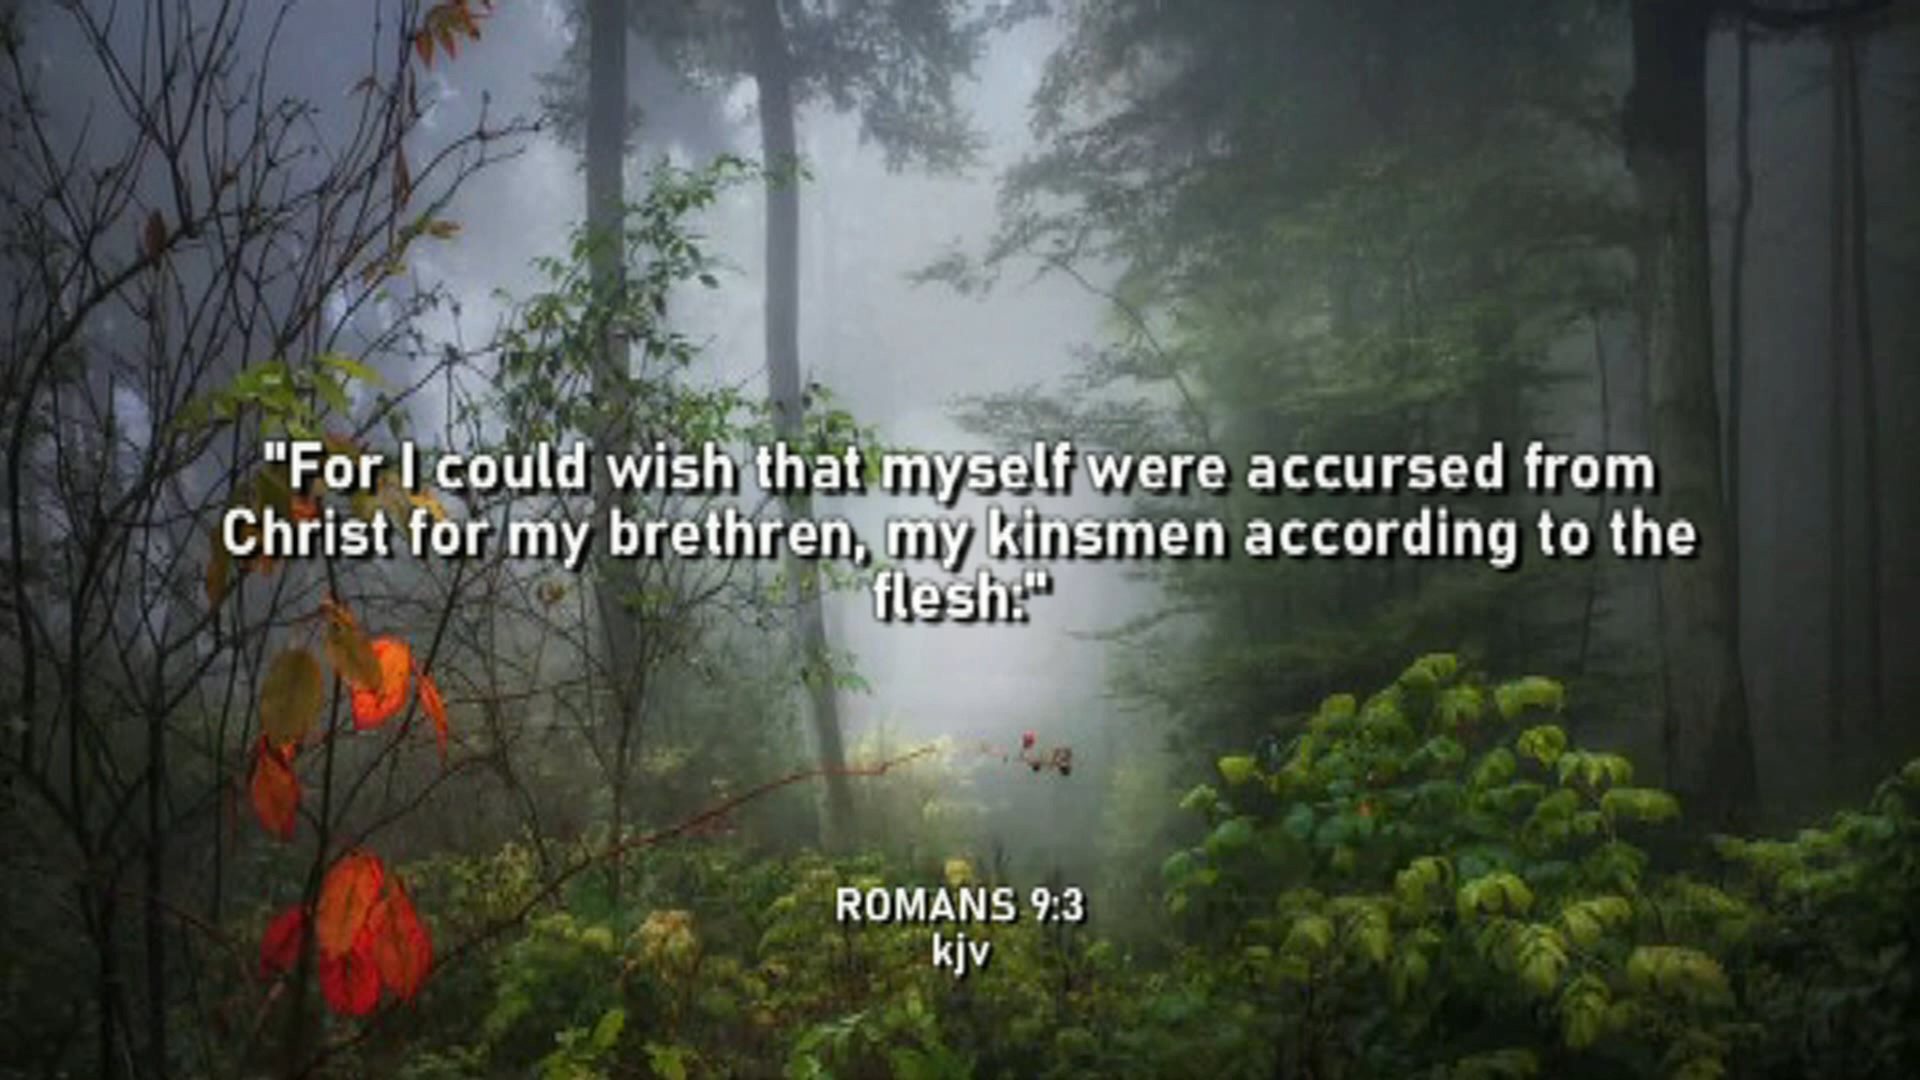 "For I could wish that myself were accursed from
Christ for my brethren, my kinsmen according to the
flesh:"
ROMANS 9:3
kjv